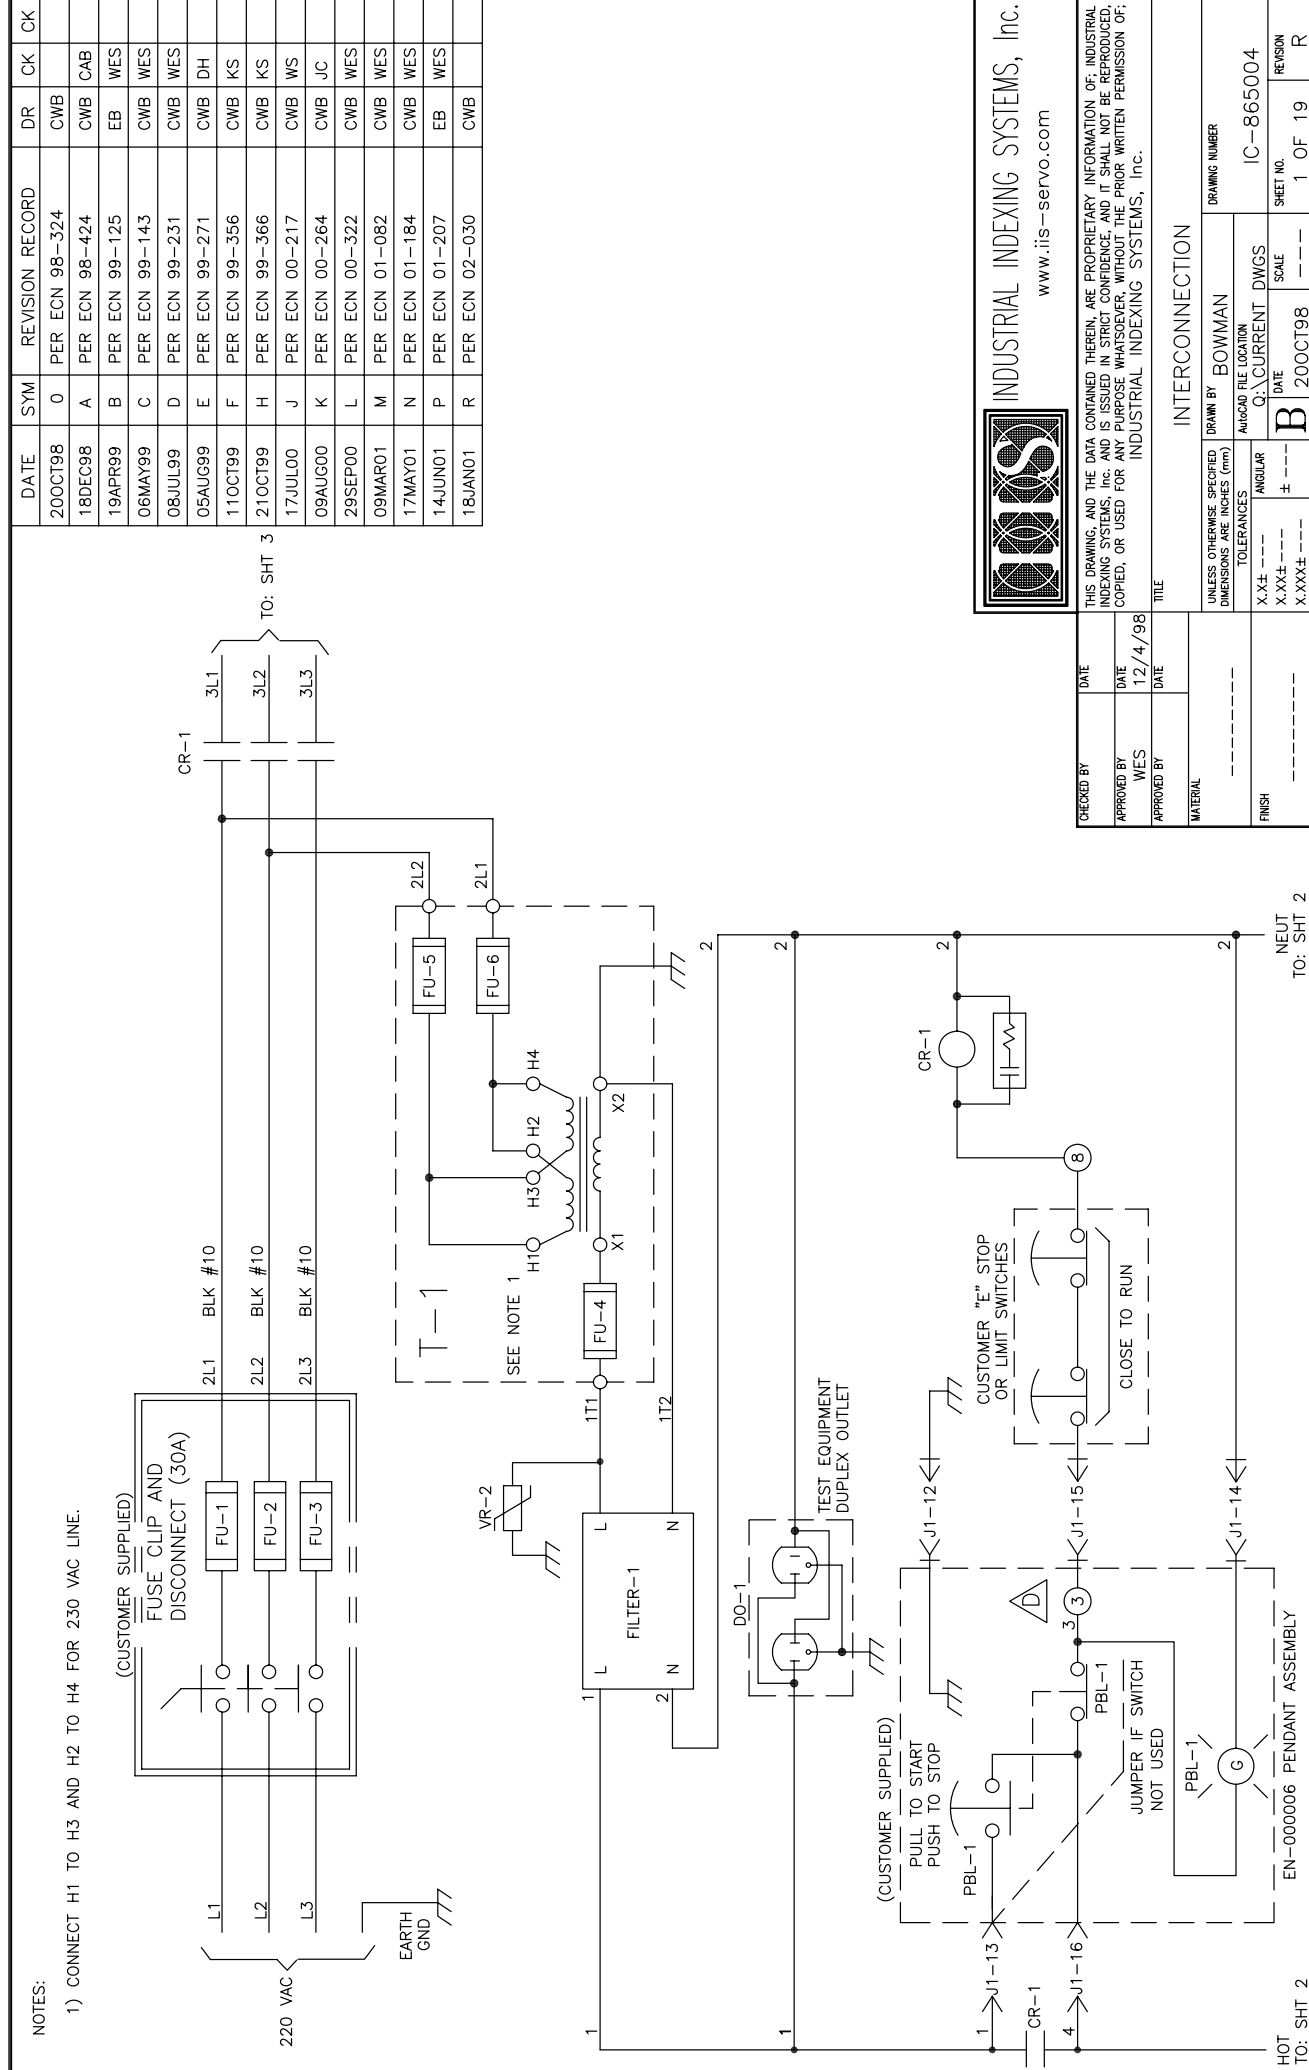 NOTES:
1) CONNECT H1 TO H3 AND H2 TO H4 FOR 230 VAC LINE.
220 VAC
L1
L2
L3
EARTH
GND
(CUSTOMER SUPPLIED)
FUSE CLIP AND
DISCONNECT (30A)
FU-1
FU-2
FU-3
2L1
2L2
2L3
BLK #10
BLK #10
BLK #10
CR-1
3L1
3L2
3L3
TO: SHT 3
T-1
SEE NOTE 1
2L2
2L1
FU-5
FU-6
H1
H3
H2
H4
X1
X2
FU-4
1T1
1T2
VR-2
FILTER-1
L
L
N
N
1
2
1
2
DO-1
TEST EQUIPMENT
DUPLEX OUTLET
1
2
(CUSTOMER SUPPLIED)
PULL TO START
PUSH TO STOP
PBL-1
PBL-1
J1-12
J1-13
1
CR-1
J1-16
4
JUMPER IF SWITCH
NOT USED
3
3
D
J1-15
CUSTOMER "E" STOP
OR LIMIT SWITCHES
CLOSE TO RUN
8
CR-1
2
PBL-1
G
J1-14
2
EN-000006 PENDANT ASSEMBLY
HOT
TO: SHT 2
NEUT
TO: SHT 2
DATE SYM REVISION RECORD DR CK CK
20OCT98 0 PER ECN 98-324 CWB
18DEC98 A PER ECN 98-424 CWB CAB
19APR99 B PER ECN 99-125 EB WES
06MAY99 C PER ECN 99-143 CWB WES
08JUL99 D PER ECN 99-231 CWB WES
05AUG99 E PER ECN 99-271 CWB DH
11OCT99 F PER ECN 99-356 CWB KS
21OCT99 H PER ECN 99-366 CWB KS
17JUL00 J PER ECN 00-217 CWB WS
09AUG00 K PER ECN 00-264 CWB JC
29SEP00 L PER ECN 00-322 CWB WES
09MAR01 M PER ECN 01-082 CWB WES
17MAY01 N PER ECN 01-184 CWB WES
14JUN01 P PER ECN 01-207 EB WES
18JAN01 R PER ECN 02-030 CWB
IIS
INDUSTRIAL INDEXING SYSTEMS, Inc.
www.iis-servo.com
THIS DRAWING, AND THE DATA CONTAINED THEREIN, ARE PROPRIETARY INFORMATION OF; INDUSTRIAL
INDEXING SYSTEMS, Inc. AND IS ISSUED IN STRICT CONFIDENCE, AND IT SHALL NOT BE REPRODUCED,
COPIED, OR USED FOR ANY PURPOSE WHATSOEVER, WITHOUT THE PRIOR WRITTEN PERMISSION OF;
INDUSTRIAL INDEXING SYSTEMS, Inc.
CHECKED BY
DATE
APPROVED BY
WES
DATE
12/4/98
APPROVED BY
DATE
TITLE
INTERCONNECTION
MATERIAL
---------
FINISH
---------
UNLESS OTHERWISE SPECIFIED
DIMENSIONS ARE INCHES (mm)
TOLERANCES
X.X± ---
X.XX± ---
X.XXX± ---
ANGULAR
± ---
DRAWN BY
BOWMAN
AutoCAD FILE LOCATION
Q:\CURRENT DWGS
DRAWING NUMBER
IC-865004
B
DATE
20OCT98
SCALE
---
SHEET NO.
1 OF 19
REVISION
R